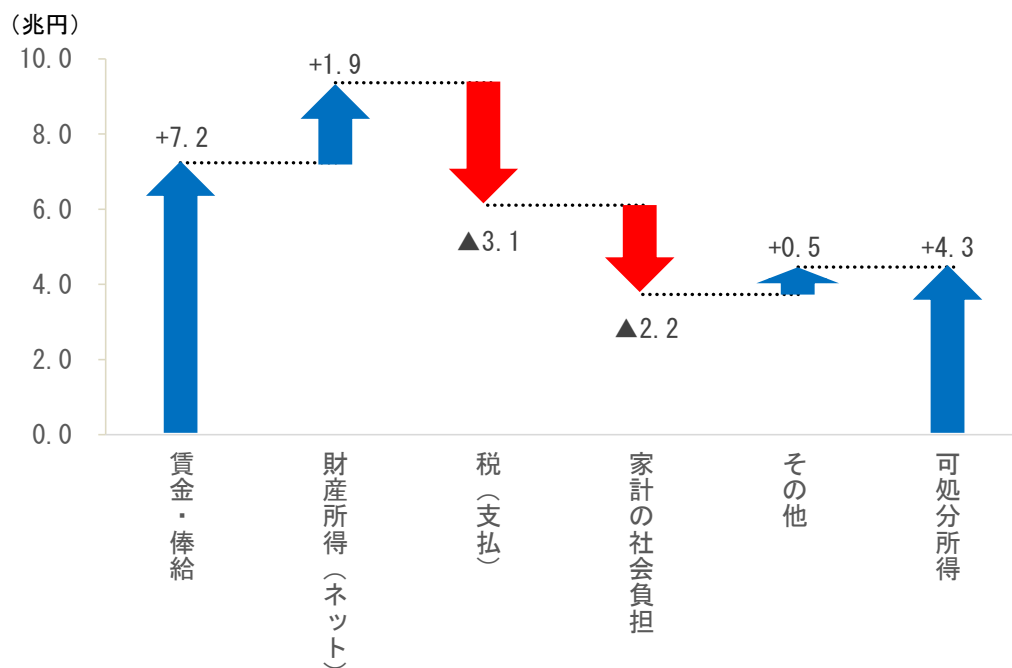 （兆円）
10.0
8.0
6.0
4.0
2.0
0.0
+7.2
+1.9
▲3.1
▲2.2
+0.5
+4.3
賃金・俸給
財産所得（ネット）
税（支払）
家計の社会負担
その他
可処分所得